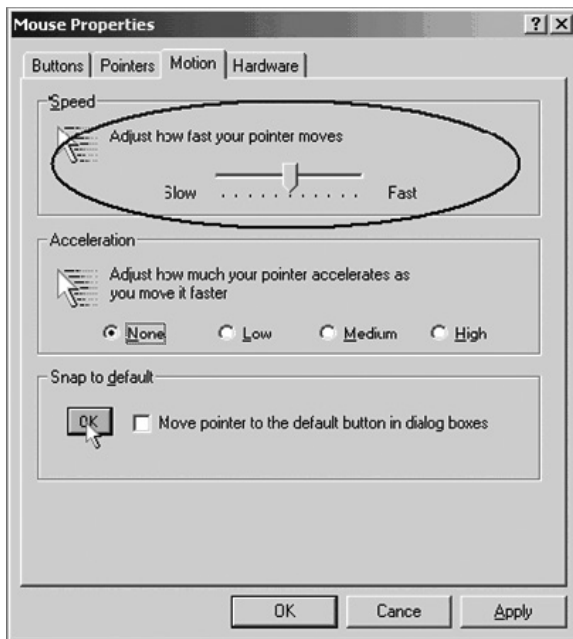 Mouse Properties
Buttons Pointers Motion Hardware
Speed
Adjust how fast your pointer moves
Slow Fast
Acceleration
Adjust how much your pointer accelerates as
you move it faster
None Low Medium High
Snap to default
OK Move pointer to the default button in dialog boxes
OK Cance Apply